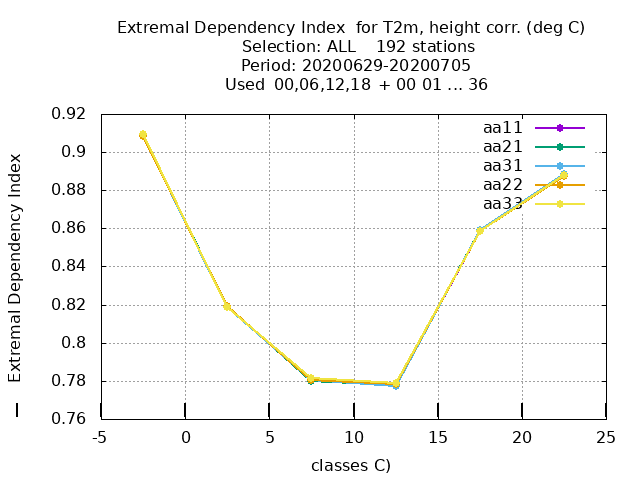 Extremal Dependency Index  for T2m, height corr. (deg C)
Selection: ALL    192 stations
Period: 20200629-20200705
Used  00,06,12,18  + 00 01 ... 36
0.92
0.9
0.88
0.86
0.84
0.82
0.8
0.78
0.76
-5
0
5
10
15
20
25
Extremal Dependency Index
classes C)
aa11
aa21
aa31
aa22
aa33